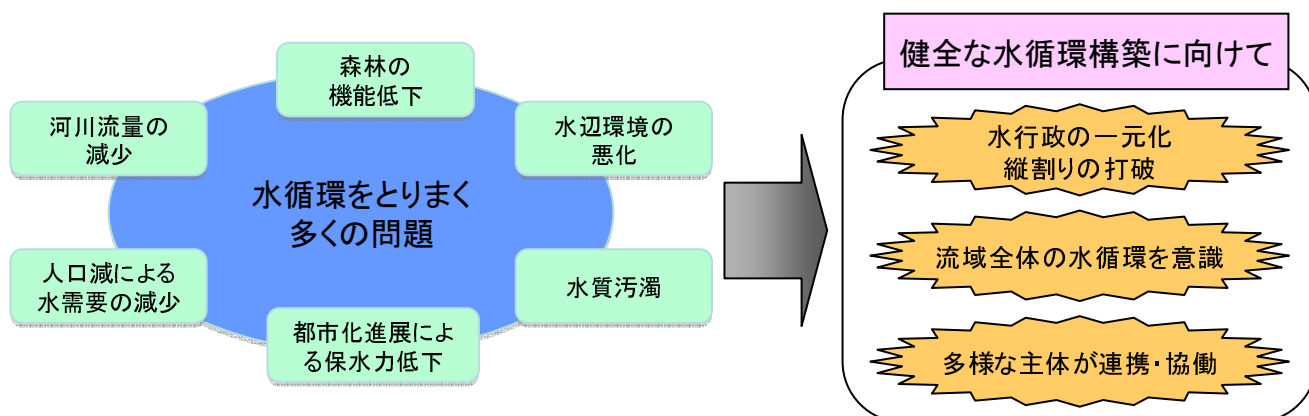 森林の
機能低下
河川流量の
減少
水辺環境の
悪化
水循環をとりまく
多くの問題
人口減による
水需要の減少
水質汚濁
都市化進展によ
る保水力低下
健全な水循環構築に向けて
水行政の一元化
縦割りの打破
流域全体の水循環を意識
多様な主体が連携・協働